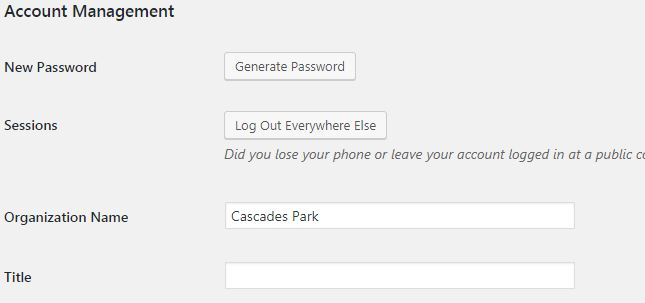 Account Management
New Password
Generate Password
Sessions
Log Out Everywhere Else
Did you lose your phone or leave your account logged in at a public
Organization Name
Cascades Park
Title